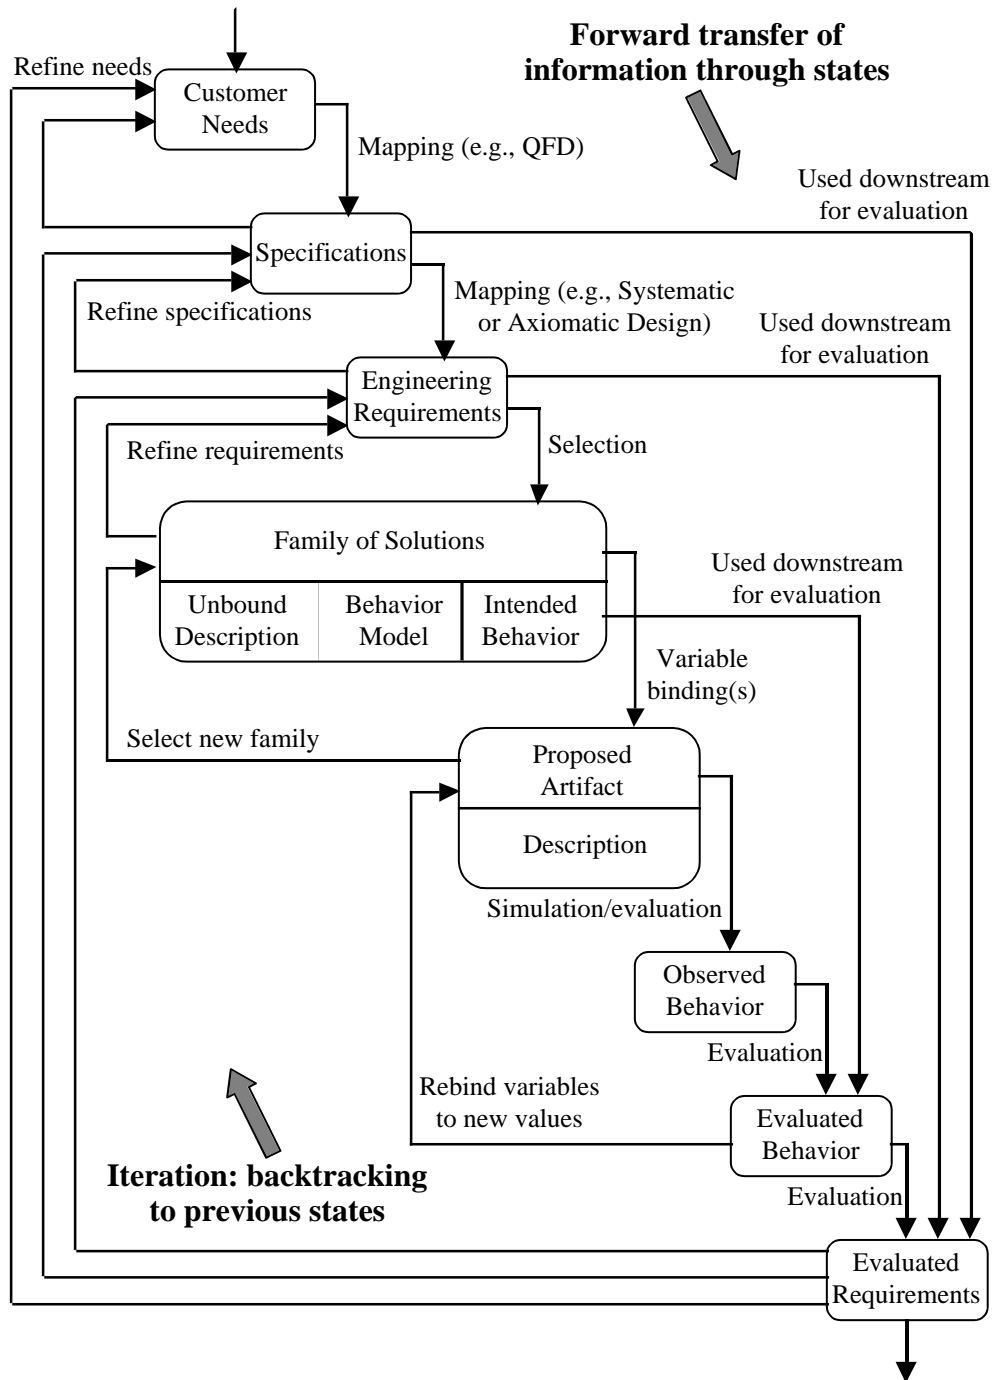 Forward transfer of
information through states
Refine needs
Customer
Needs
Mapping (e.g., QFD)
Used downstream
for evaluation
Specifications
Refine specifications
Mapping (e.g., Systematic
or Axiomatic Design)
Used downstream
for evaluation
Engineering
Requirements
Refine requirements
Selection
Family of Solutions
Unbound
Description
Behavior
Model
Intended
Behavior
Used downstream
for evaluation
Variable
binding(s)
Select new family
Proposed
Artifact
Description
Simulation/evaluation
Observed
Behavior
Evaluation
Rebind variables
to new values
Evaluated
Behavior
Iteration: backtracking
to previous states
Evaluation
Evaluated
Requirements